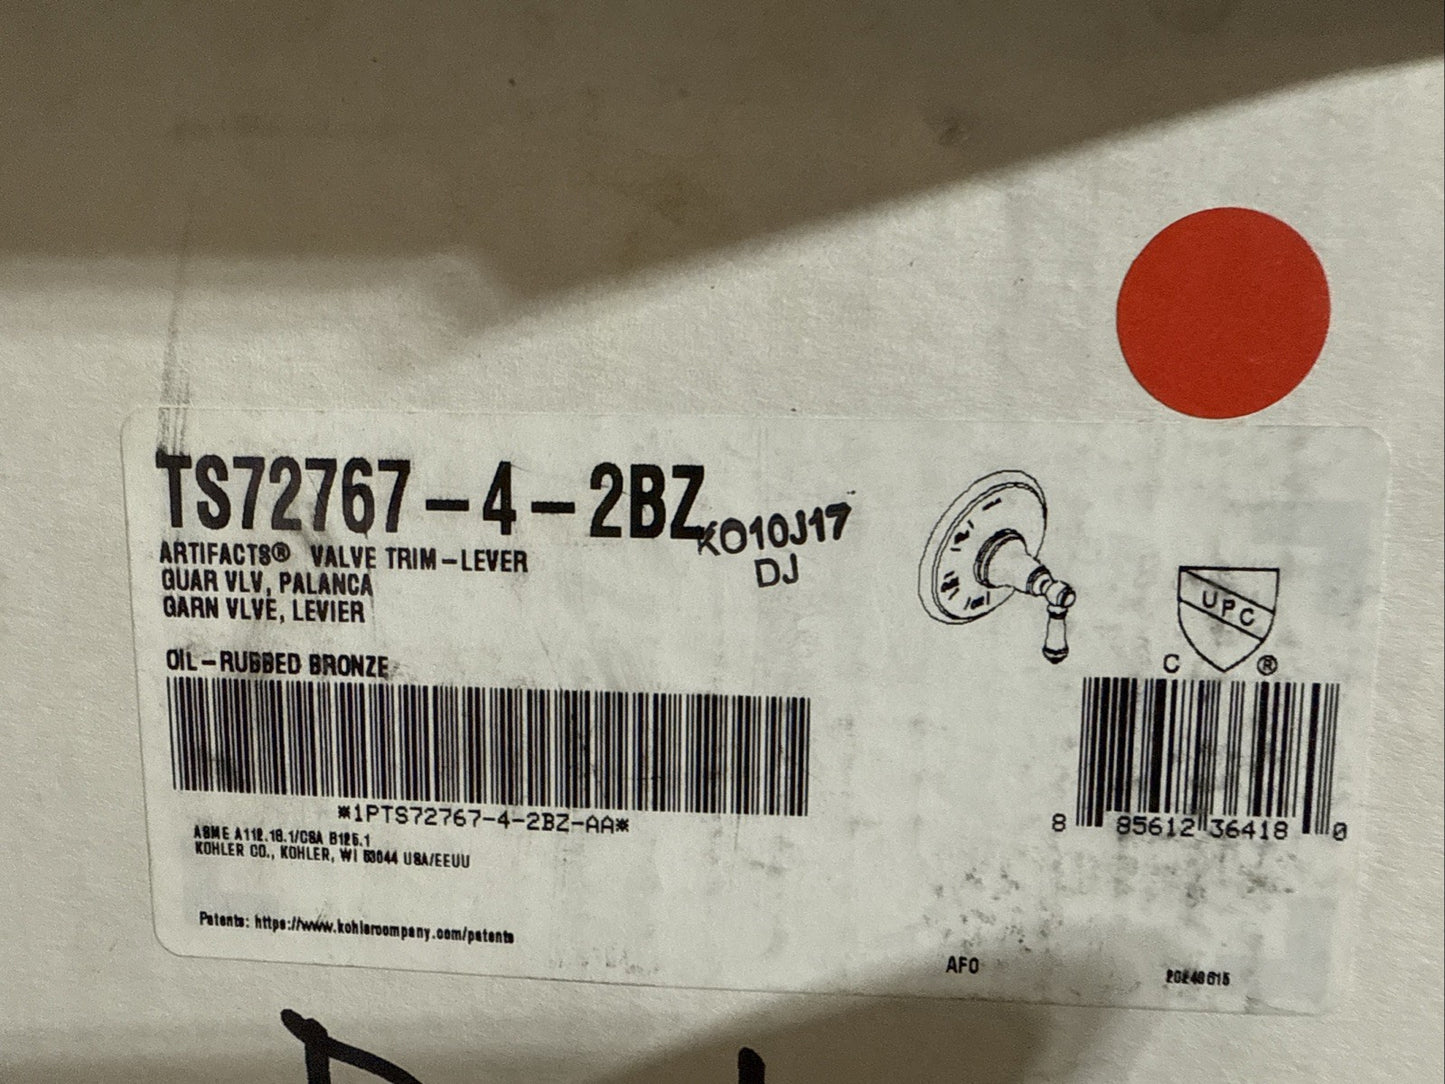 TS72767-4-2BZ
KO10J17
DJ
ARTIFACTS® VALVE TRIM-LEVER
GUAR VLV, PALANCA
GARN VLVE, LEVIER
OIL-RUBBED BRONZE
UPC
C ®
*1PTS72767-4-2BZ-AA*
8 85612 36418 0
ASME A112.18.1/CSA B125.1
KOHLER CO., KOHLER, WI 53044 USA/EEUU
Patents: https://www.kohlercompany.com/patents
AFO